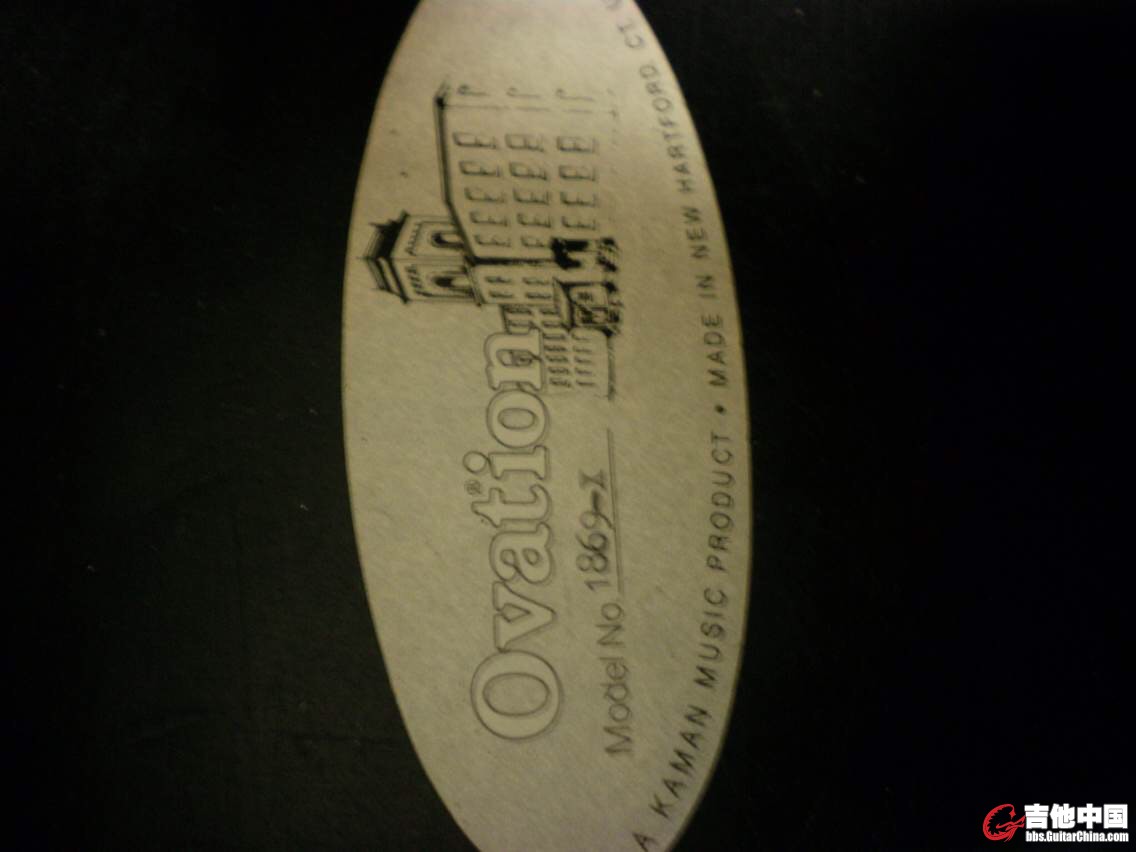 Ovation®
Model No. 1869-X
A KAMAN MUSIC PRODUCT • MADE IN NEW HARTFORD, CT.
吉他中国
bbs.GuitarChina.com